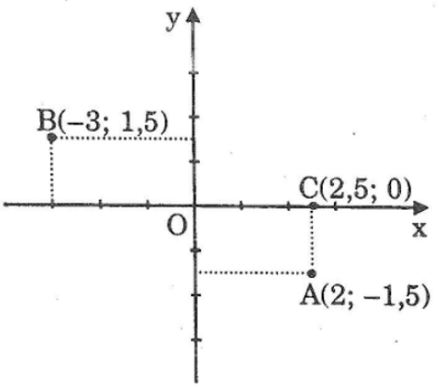 y
B(−3; 1,5)
C(2,5; 0)
O
x
A(2; −1,5)